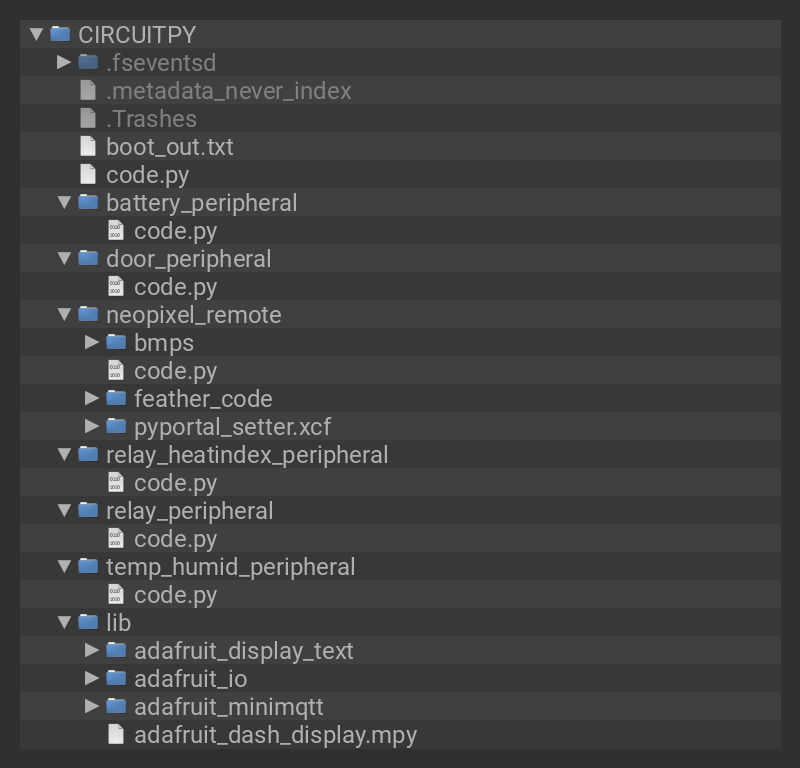 CIRCUITPY
.fseventsd
.metadata_never_index
.Trashes
boot_out.txt
code.py
battery_peripheral
code.py
door_peripheral
code.py
neopixel_remote
bmps
code.py
feather_code
pyportal_setter.xcf
relay_heatindex_peripheral
code.py
relay_peripheral
code.py
temp_humid_peripheral
code.py
lib
adafruit_display_text
adafruit_io
adafruit_minimqtt
adafruit_dash_display.mpy